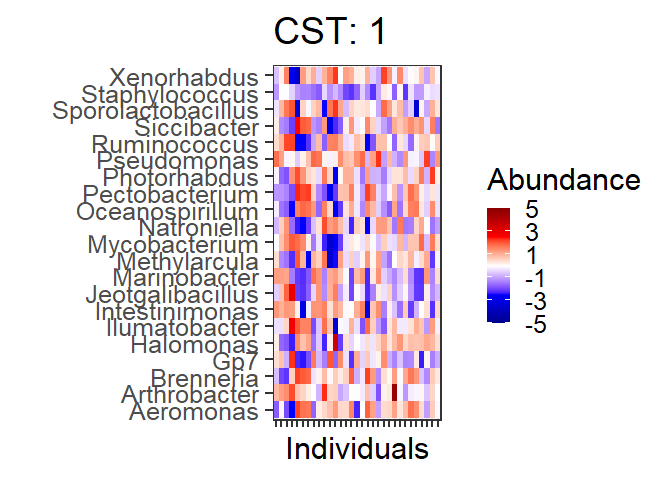 CST: 1
Xenorhabdus
Staphylococcus
Sporolactobacillus
Siccibacter
Ruminococcus
Pseudomonas
Photorhabdus
Pectobacterium
Oceanospirillum
Natroniella
Mycobacterium
Methylarcula
Marinobacter
Jeotgalibacillus
Intestinimonas
Ilumatobacter
Halomonas
Gp7
Brenneria
Arthrobacter
Aeromonas
Individuals
Abundance
5
3
1
-1
-3
-5